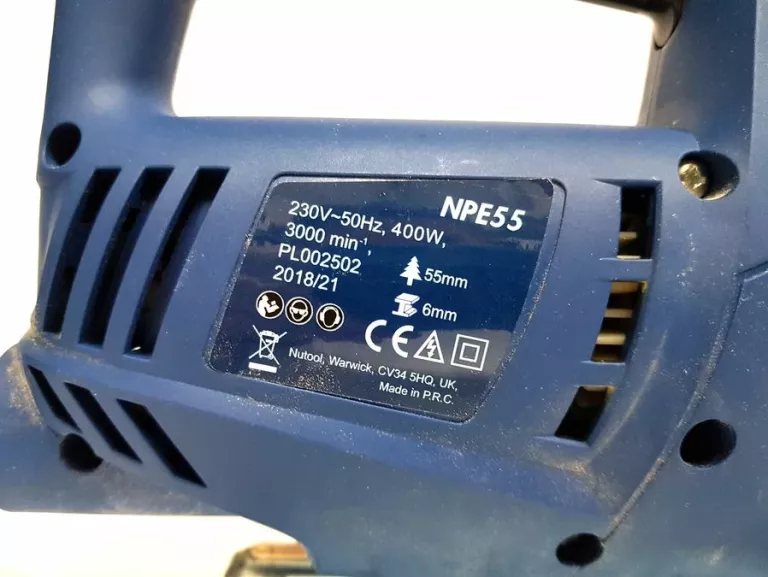 NPE55
230V~50Hz, 400W,
3000 min⁻¹,
PL002502
2018/21
55mm
6mm
CE
Nutool, Warwick, CV34 5HQ, UK,
Made in P.R.C.